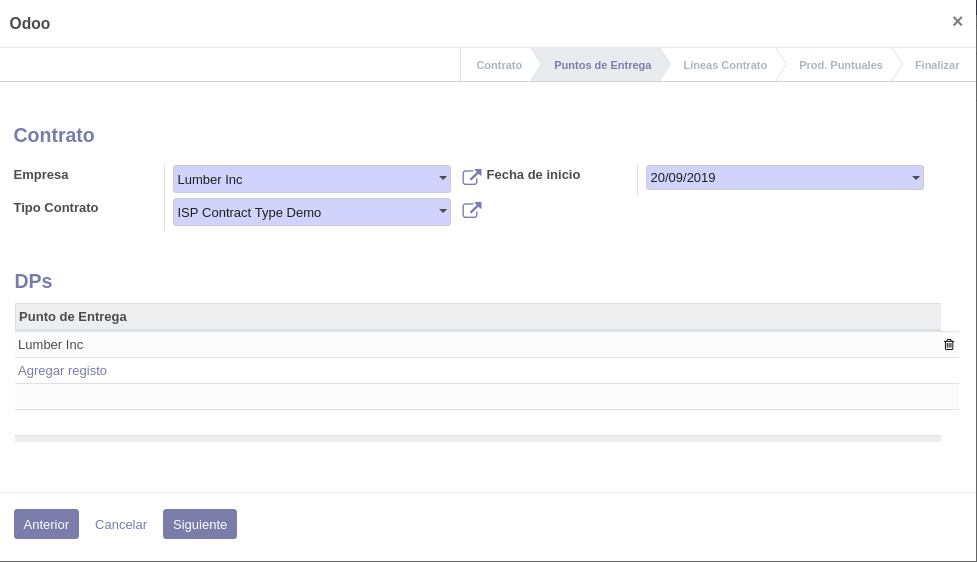 Odoo
×
Contrato
Puntos de Entrega
Líneas Contrato
Prod. Puntuales
Finalizar
Contrato
Empresa
Lumber Inc
Fecha de inicio
20/09/2019
Tipo Contrato
ISP Contract Type Demo
DPs
Punto de Entrega
Lumber Inc
Agregar registo
Anterior
Cancelar
Siguiente